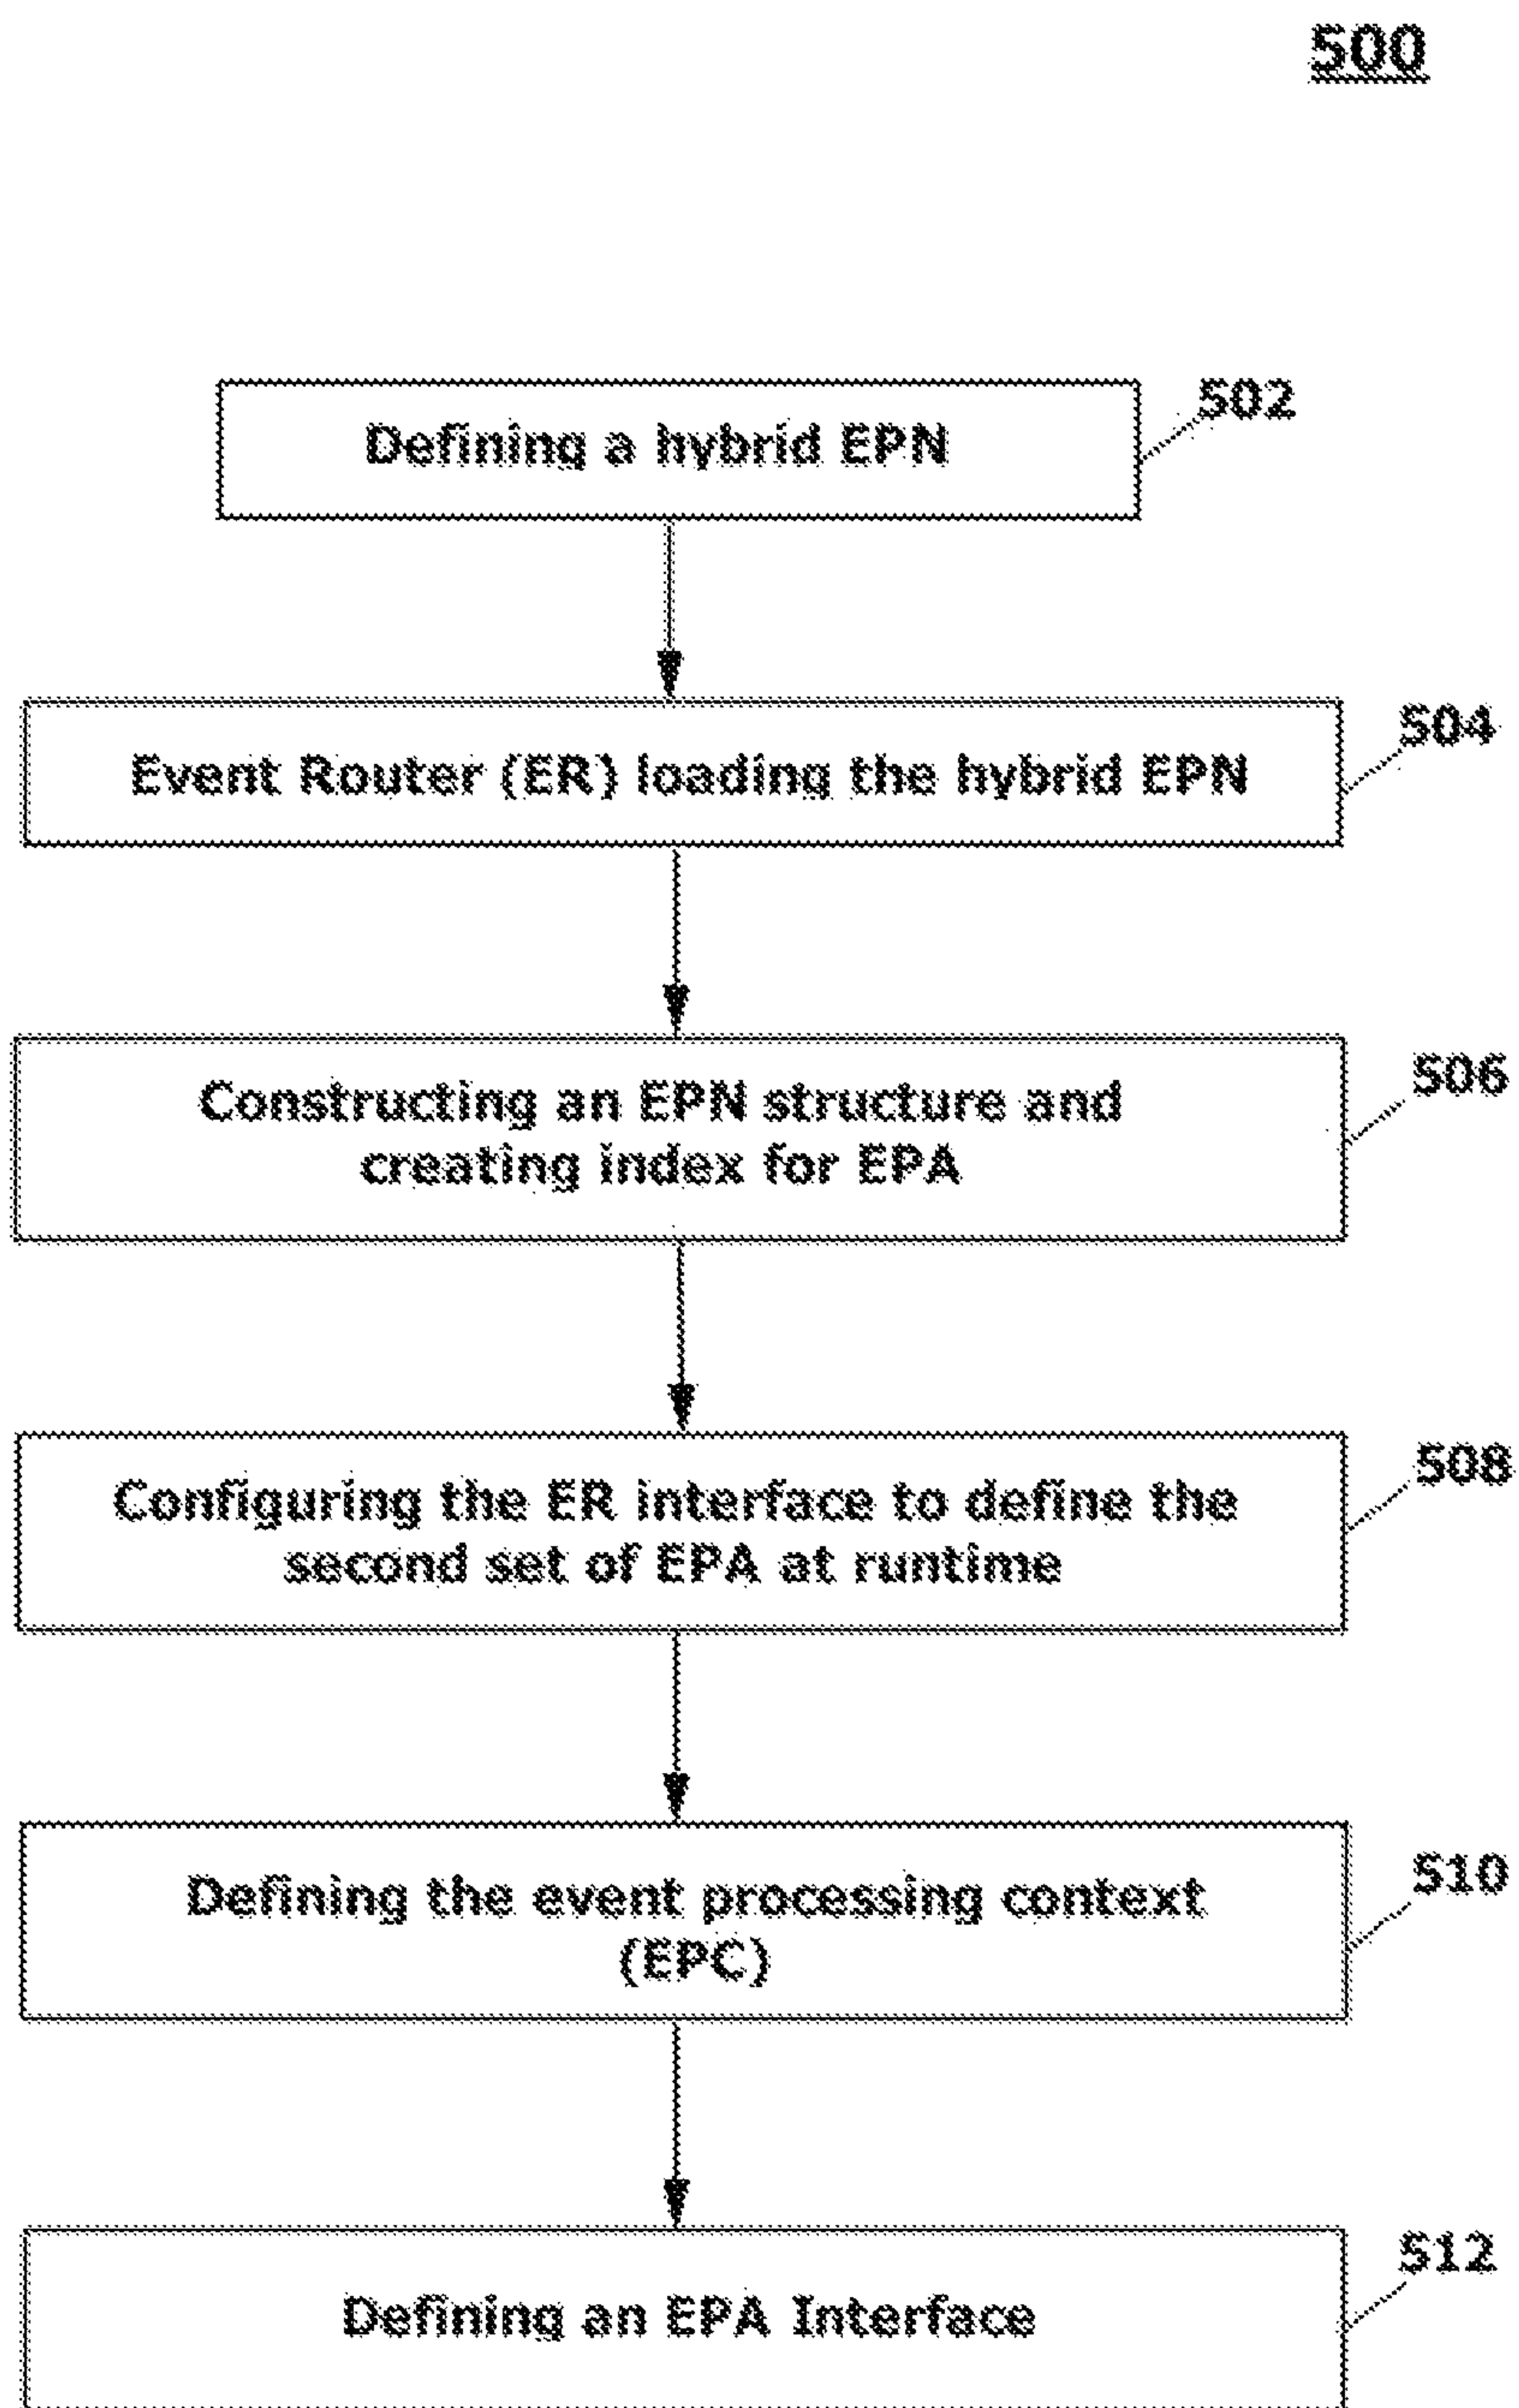 500
Defining a hybrid EPN
502
Event Router (ER) loading the hybrid EPN
504
Constructing an EPN structure and
creating index for EPA
506
Configuring the ER interface to define the
second set of EPA at runtime
508
Defining the event processing context
(EPC)
510
Defining an EPA Interface
512